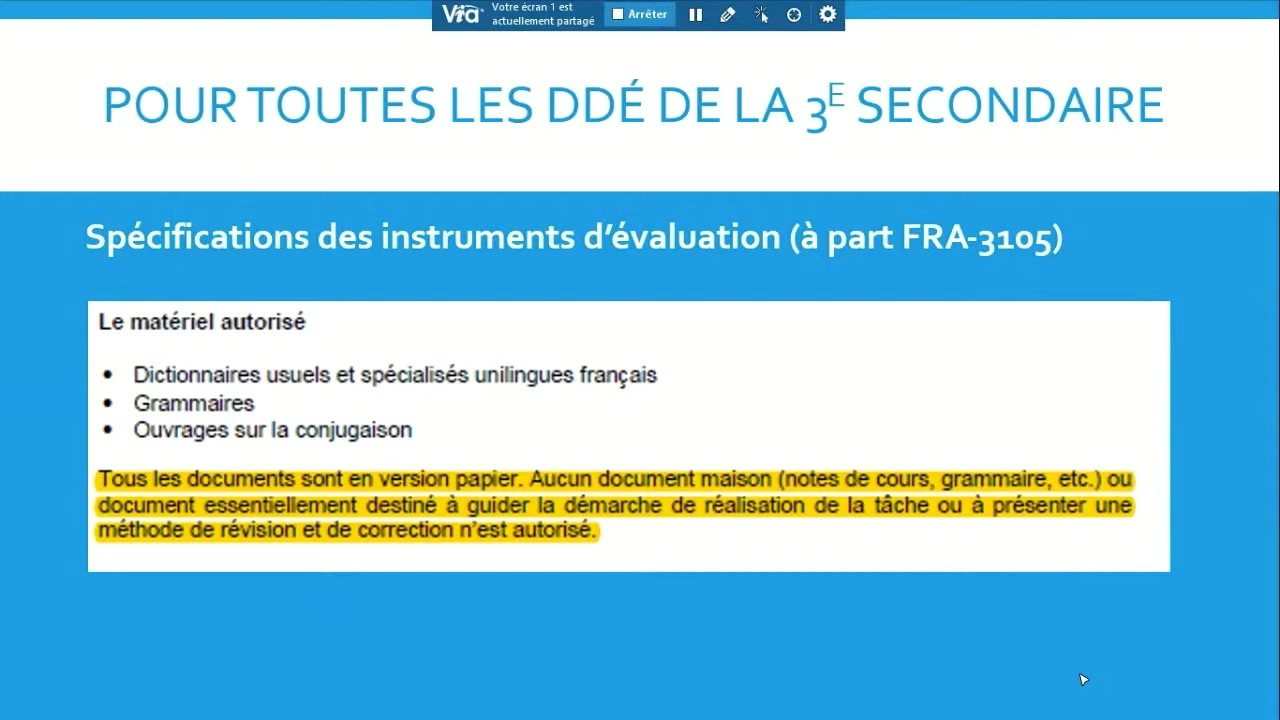 Via
Votre écran 1 est
actuellement partagé
Arrêter
POUR TOUTES LES DDÉ DE LA 3E SECONDAIRE
Spécifications des instruments d'évaluation (à part FRA-3105)
Le matériel autorisé
• Dictionnaires usuels et spécialisés unilingues français
• Grammaires
• Ouvrages sur la conjugaison
Tous les documents sont en version papier. Aucun document maison (notes de cours, grammaire, etc.) ou
document essentiellement destiné à guider la démarche de réalisation de la tâche ou à présenter une
méthode de révision et de correction n'est autorisé.